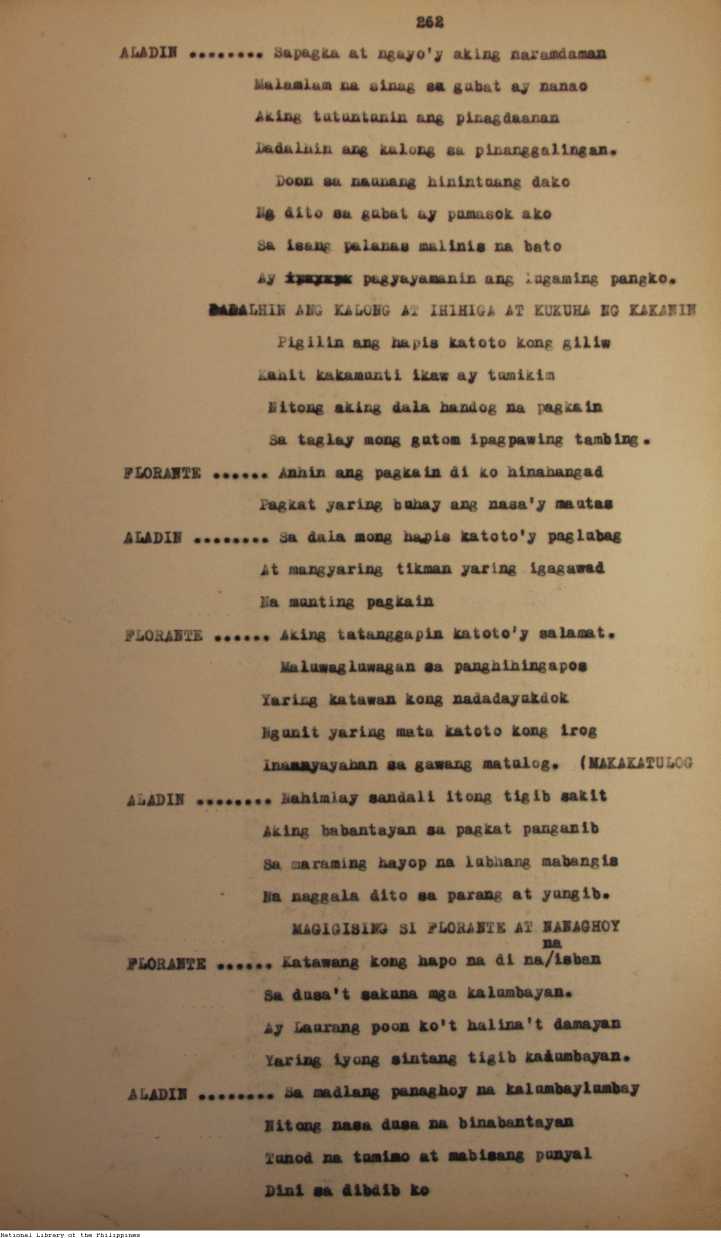 262
ALADIN ........ Sapagka at ngayo'y aking naramdaman
Malamlam na sinag sa gubat ay nanao
Aking tutuntunin ang pinagdaanan
Dadalhin ang kalong sa pinanggalingan.
Doon sa naunang hinintuang dako
Ng dito sa gubat ay pumasok ako
Sa isang palanas malinis na bato
Ay pagyayamanin ang lugaming pangko.
DADALHIN ANG KALONG AT IHIHIGA AT KUKUHA NG KAKANIN
Pigilin ang hapis katoto kong giliw
Kahit kakamunti ikaw ay tumikim
Nitong aking dala handog na pagkain
Sa taglay mong gutom ipagpawing tambing.
FLORANTE ...... Anhin ang pagkain di ko hinahangad
Pagkat yaring buhay ang nasa'y mautas
ALADIN ........ Sa dala mong hapis katoto'y paglubag
At mangyaring tikman yaring igagawad
Na munting pagkain
FLORANTE ...... Aking tatanggapin katoto'y salamat.
Maluwagluwagan sa panghihingapos
Yaring katawan kong nadadayukdok
Ngunit yaring mata katoto kong irog
Inaanyayahan sa gawang matulog. (MAKAKATULOG
ALADIN ........ Mahimlay sandali itong tigib sakit
Aking babantayan sa pagkat panganib
Sa maraming hayop na lubhang mabangis
Na naggala dito sa parang at yungib.
MAGIGISING SI FLORANTE AT NANAGHOY
na
FLORANTE ...... Katawang kong hapo na di na/isban
Sa dusa't sakuna mga kalumbayan.
Ay Laurang poon ko't halina't damayan
Yaring iyong sintang tigib kadumbayan.
ALADIN ........ Sa madlang panaghoy na kalumbaylumbay
Nitong nasa dusa na binabantayan
Tunod na tumimo at mabisang punyal
Dini sa dibdib ko
National Library of the Philippines